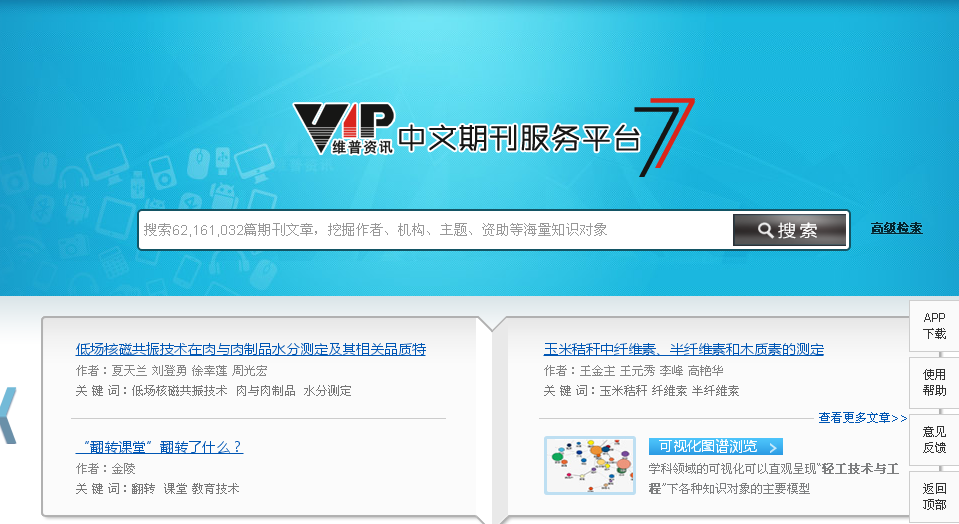 VIP
维普资讯
中文期刊服务平台
7
搜索62,161,032篇期刊文章，挖掘作者、机构、主题、资助等海量知识对象
搜索
高级检索
低场核磁共振技术在肉与肉制品水分测定及其相关品质特
作者：夏天兰 刘登勇 徐幸莲 周光宏
关 键 词：低场核磁共振技术 肉与肉制品 水分测定
“翻转课堂”翻转了什么？
作者：金陵
关 键 词：翻转 课堂 教育技术
玉米秸秆中纤维素、半纤维素和木质素的测定
作者：王金主 王元秀 李峰 高艳华
关 键 词：玉米秸秆 纤维素 半纤维素
查看更多文章>>
可视化图谱浏览 >
学科领域的可视化可以直观呈现“轻工技术与工
程”下各种知识对象的主要模型
APP
下载
使用
帮助
意见
反馈
返回
顶部